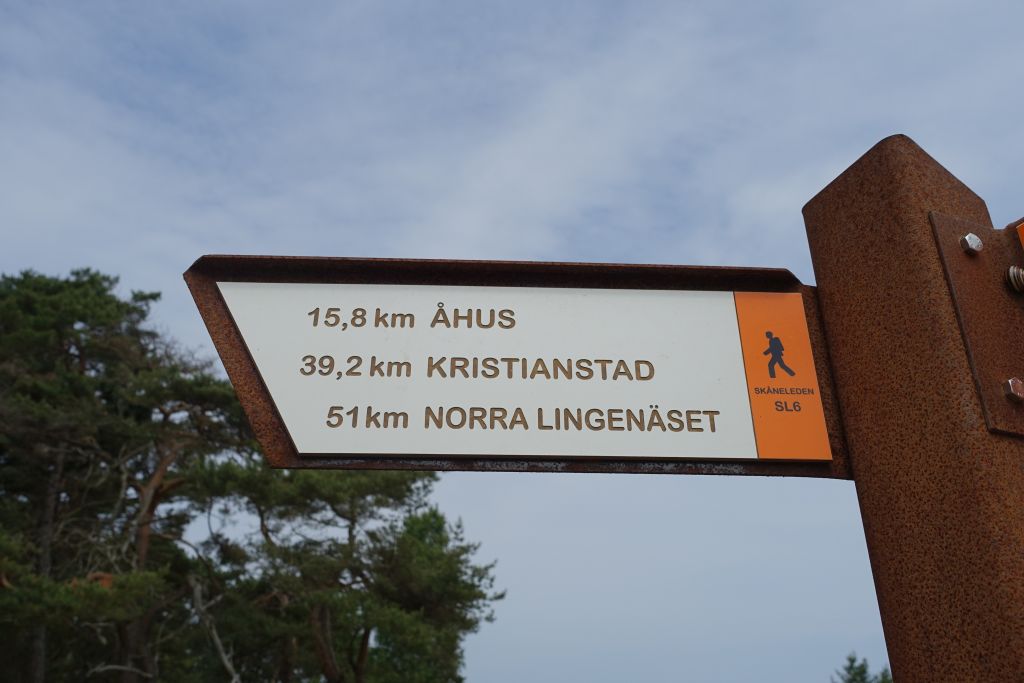 15,8 km ÅHUS
39,2 km KRISTIANSTAD
51 km NORRA LINGENÄSET
SKÅNELEDEN
SL6